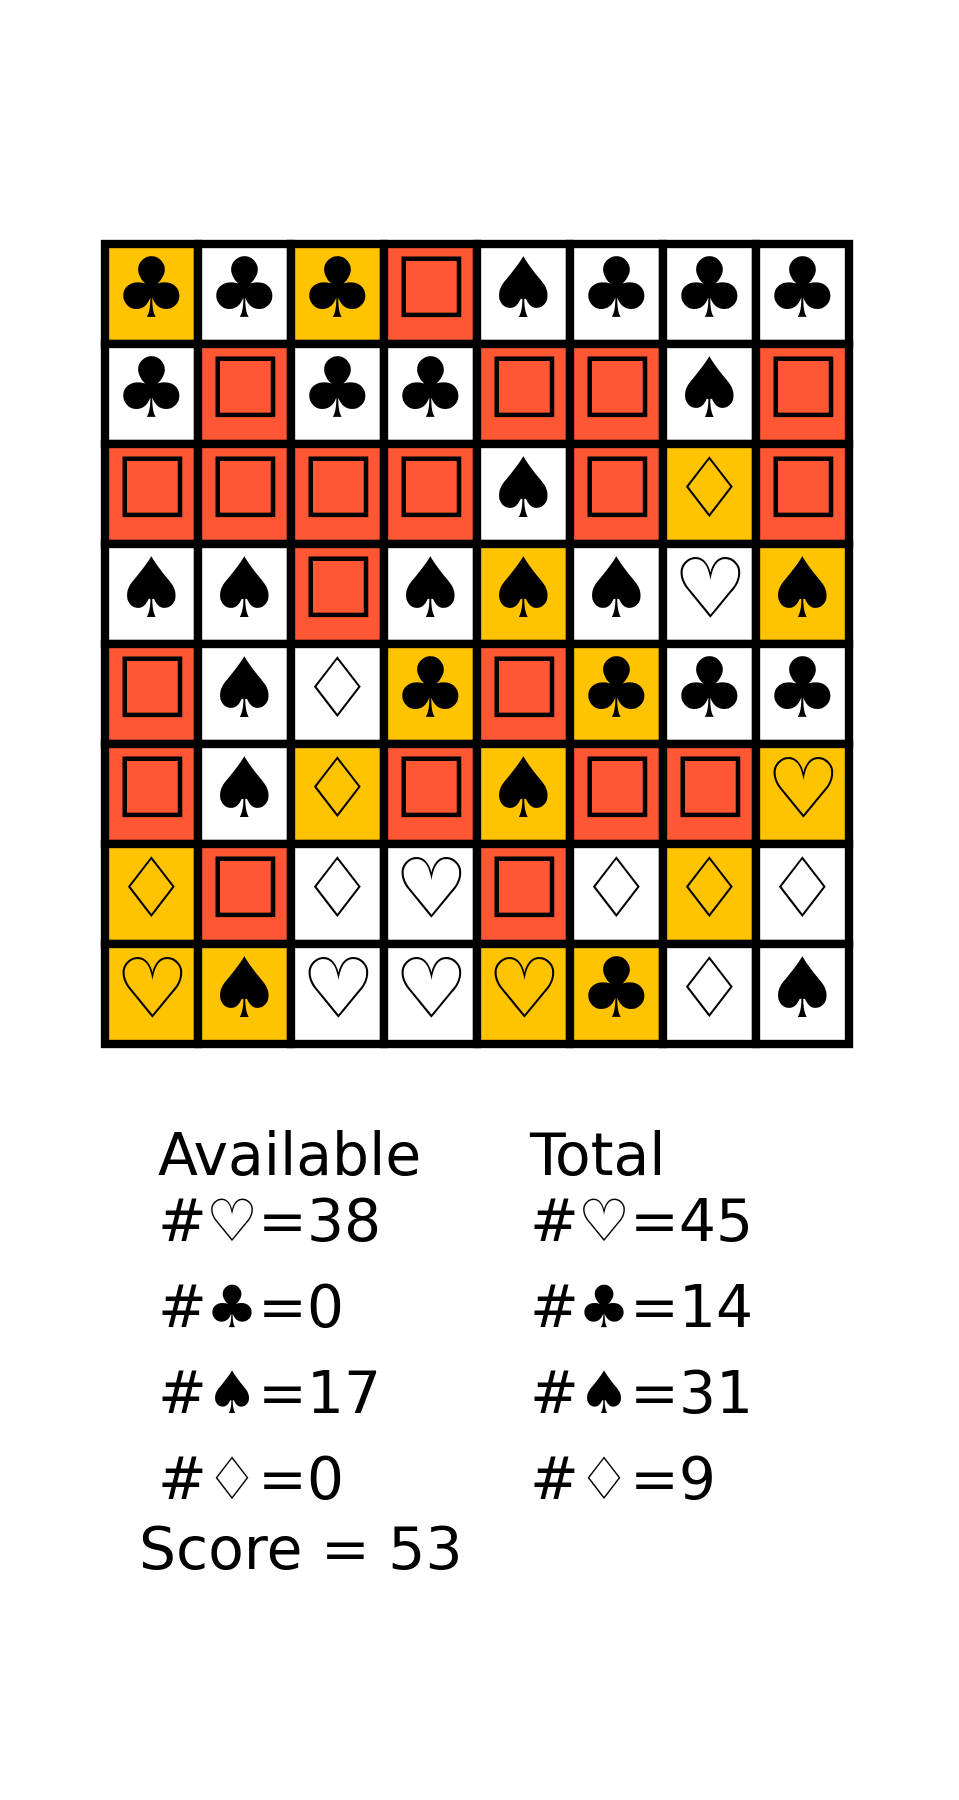 ♣ ♣ ♣ □ ♠ ♣ ♣ ♣
♣ □ ♣ ♣ □ □ ♠ □
□ □ □ □ ♠ □ ♢ □
♠ ♠ □ ♠ ♠ ♠ ♡ ♠
□ ♠ ♢ ♣ □ ♣ ♣ ♣
□ ♠ ♢ □ ♠ □ □ ♡
♢ □ ♢ ♡ □ ♢ ♢ ♢
♡ ♠ ♡ ♡ ♡ ♣ ♢ ♠
Available Total
#♡=38 #♡=45
#♣=0 #♣=14
#♠=17 #♠=31
#♢=0 #♢=9
Score = 53